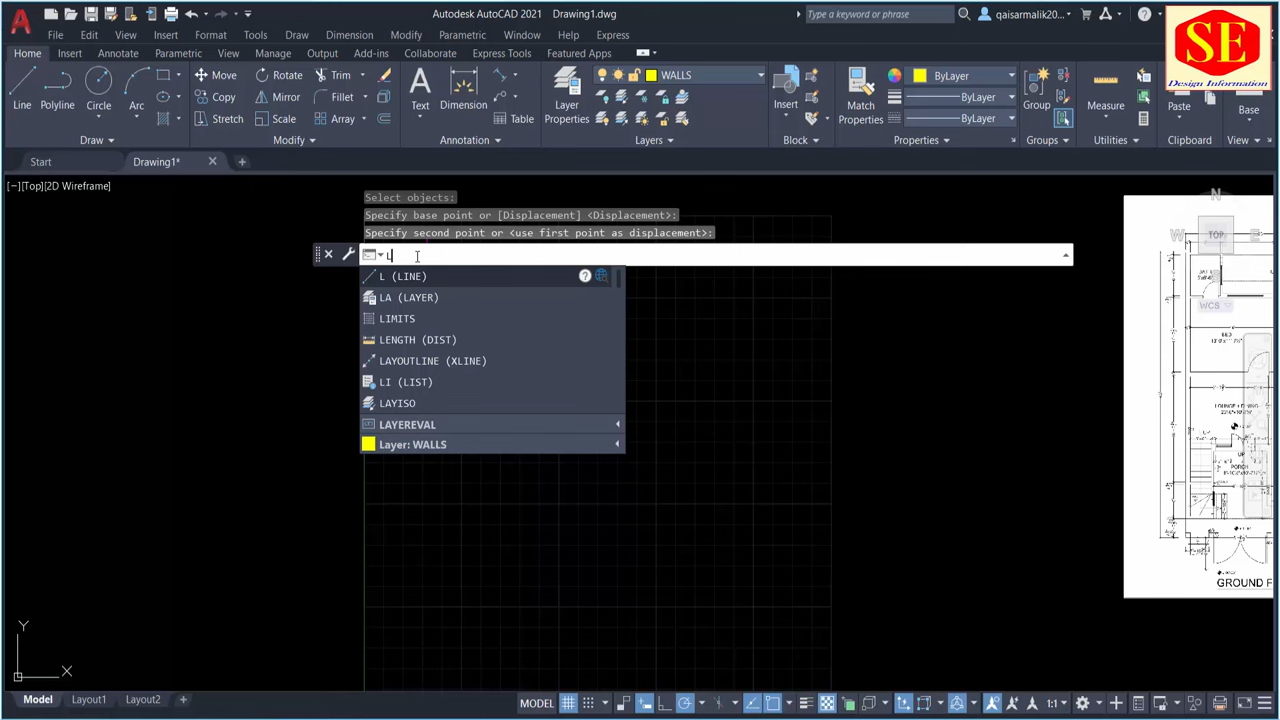 Autodesk AutoCAD 2021 Drawing1.dwg
Type a keyword or phrase
qaisarmalik20...
SE
Design Information
File Edit View Insert Format Tools Draw Dimension Modify Parametric Window Help Express
Home Insert Annotate Parametric View Manage Output Add-ins Collaborate Express Tools Featured Apps
Line Polyline Circle Arc
Move Rotate Trim
Copy Mirror Fillet
Stretch Scale Array
Text Dimension Table
Layer Properties
WALLS
Insert
Match Properties
ByLayer
ByLayer
ByLayer
Group
Measure
Paste
Base
Draw Modify Annotation Layers Block Properties Groups Utilities Clipboard View
Start Drawing1*
[−][Top][2D Wireframe]
Select objects:
Specify base point or [Displacement] <Displacement>:
Specify second point or <use first point as displacement>:
L
L (LINE)
LA (LAYER)
LIMITS
LENGTH (DIST)
LAYOUTLINE (XLINE)
LI (LIST)
LAYISO
LAYEREVAL
Layer: WALLS
N
W TOP E
WCS
BED
LOUNGE + DINING
UP
PORCH
GROUND F
Y
X
Model Layout1 Layout2
MODEL
1:1